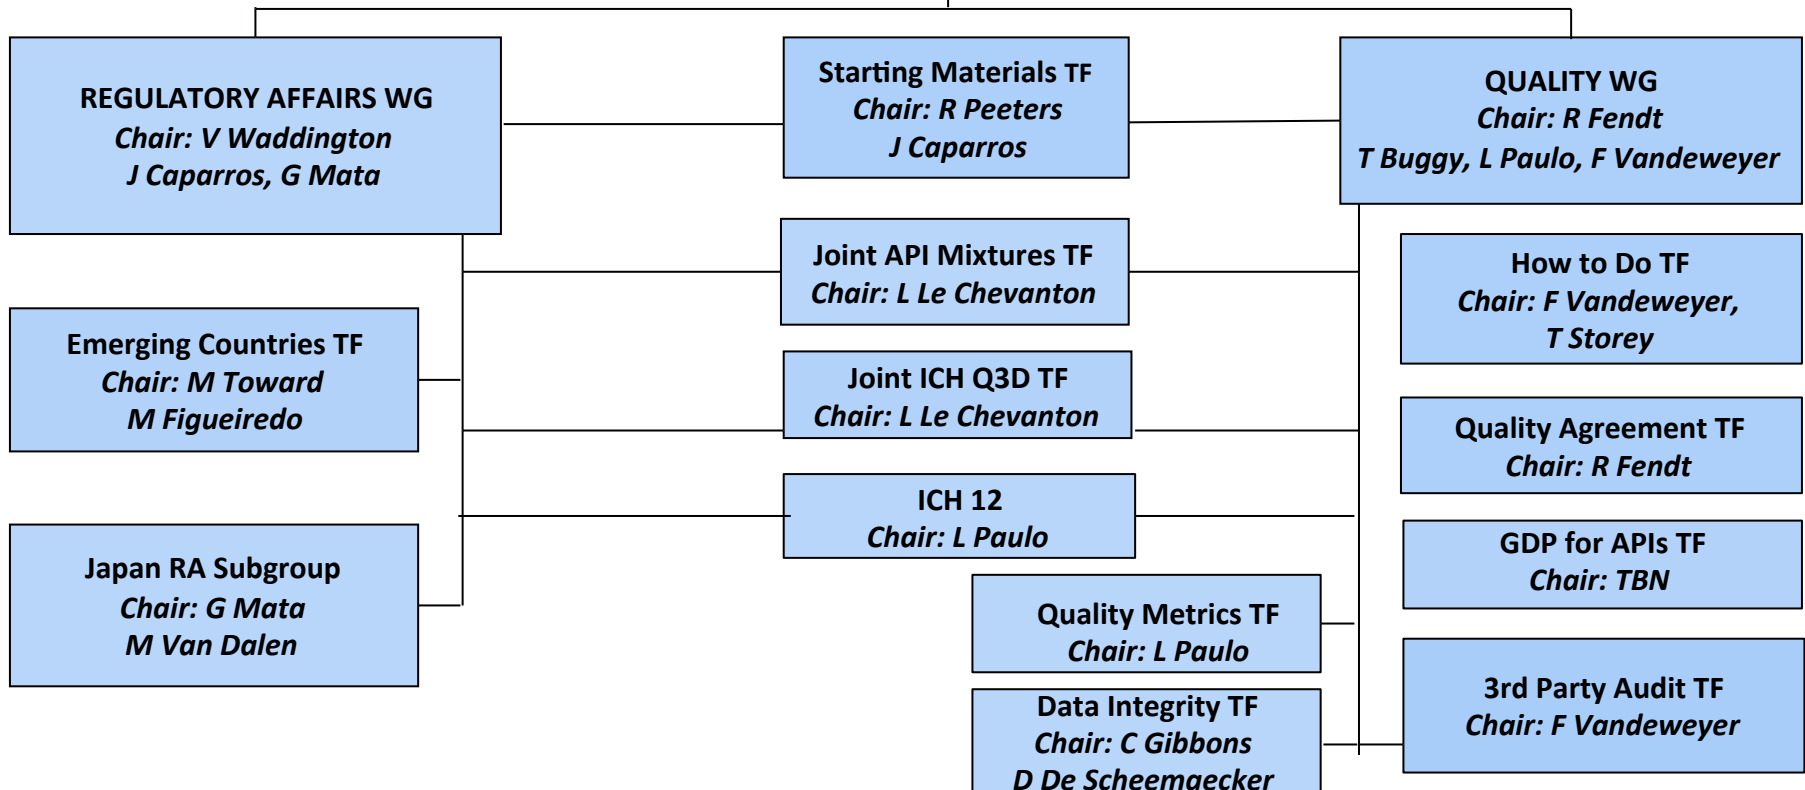 REGULATORY AFFAIRS WG
Chair: V Waddington
J Caparros, G Mata
Starting Materials TF
Chair: R Peeters
J Caparros
QUALITY WG
Chair: R Fendt
T Buggy, L Paulo, F Vandeweyer
Joint API Mixtures TF
Chair: L Le Chevanton
How to Do TF
Chair: F Vandeweyer,
T Storey
Emerging Countries TF
Chair: M Toward
M Figueiredo
Joint ICH Q3D TF
Chair: L Le Chevanton
Quality Agreement TF
Chair: R Fendt
ICH 12
Chair: L Paulo
GDP for APIs TF
Chair: TBN
Japan RA Subgroup
Chair: G Mata
M Van Dalen
Quality Metrics TF
Chair: L Paulo
3rd Party Audit TF
Chair: F Vandeweyer
Data Integrity TF
Chair: C Gibbons
D De Scheemaecker